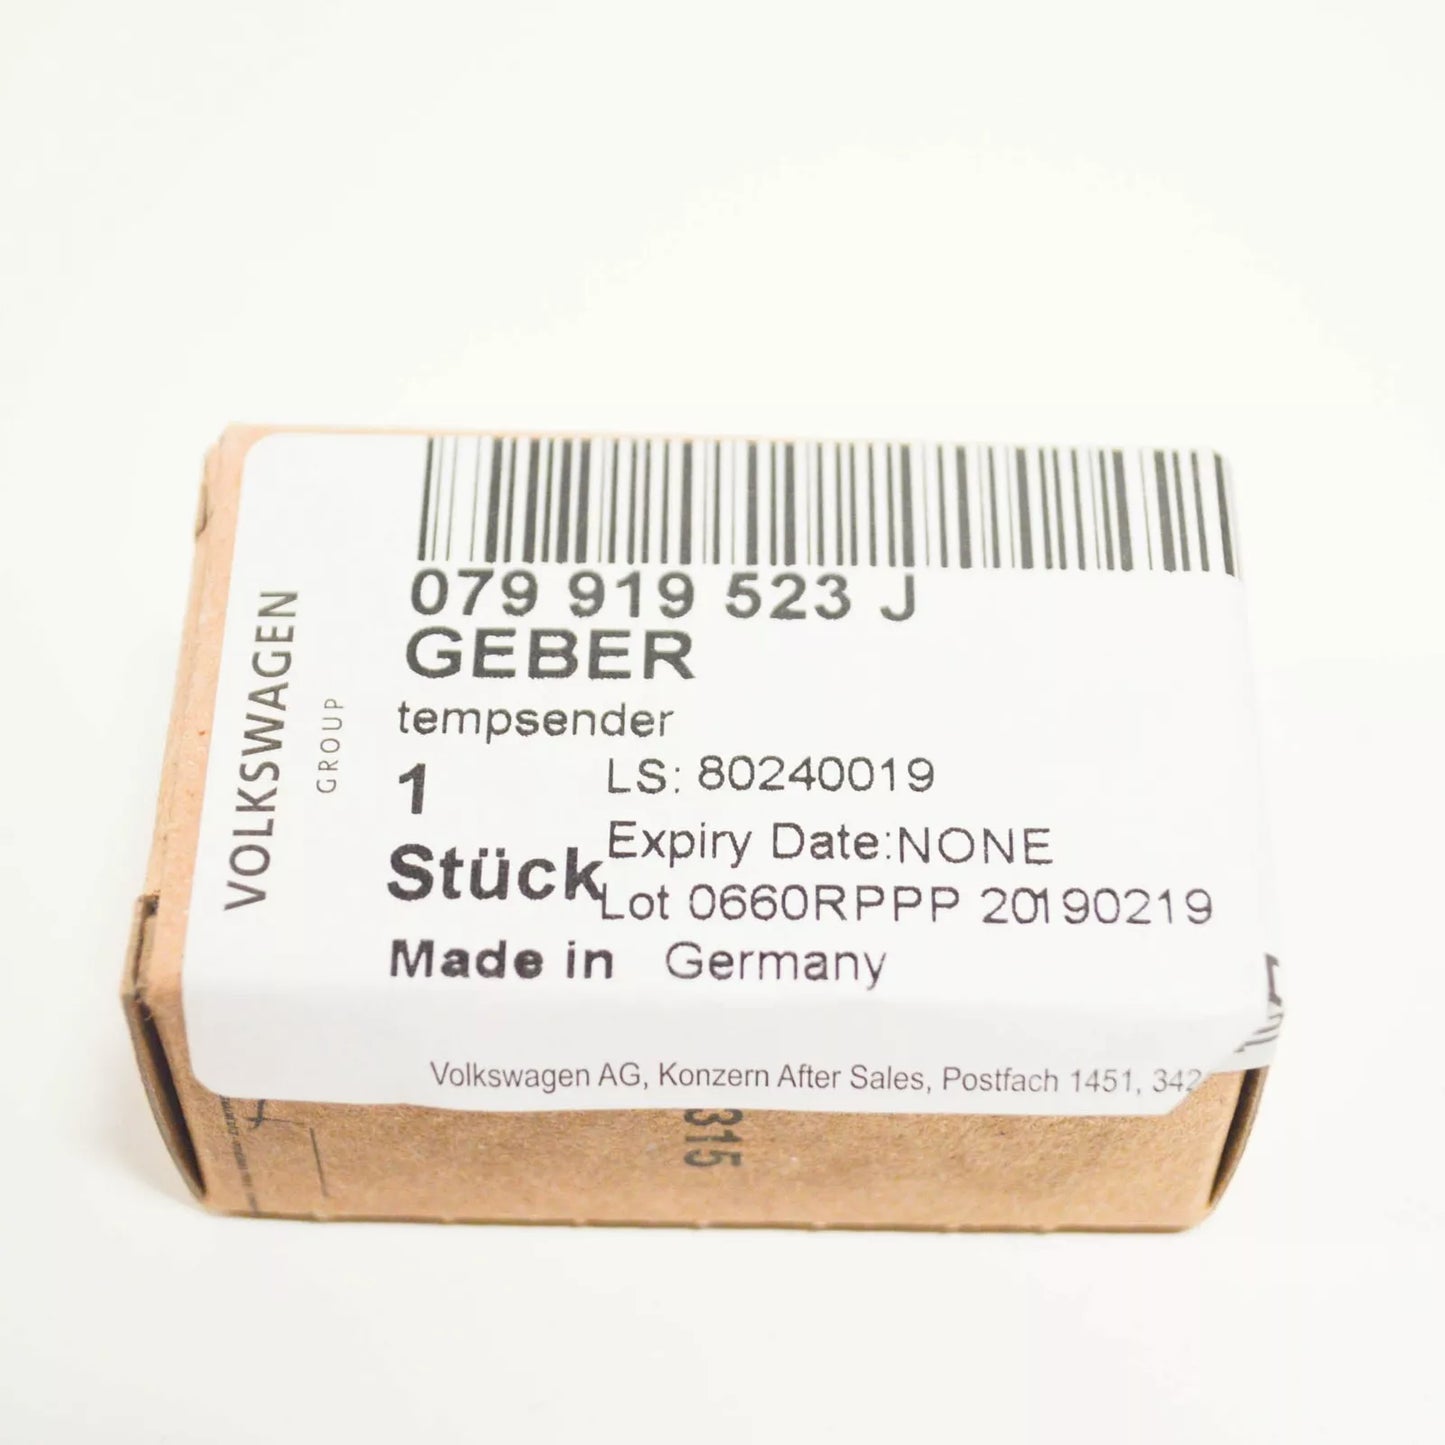 VOLKSWAGEN
GROUP
079 919 523 J
GEBER
tempsender
1
LS: 80240019
Stück
Expiry Date:NONE
Lot 0660RPPP 20190219
Made in Germany
Volkswagen AG, Konzern After Sales, Postfach 1451, 342
315